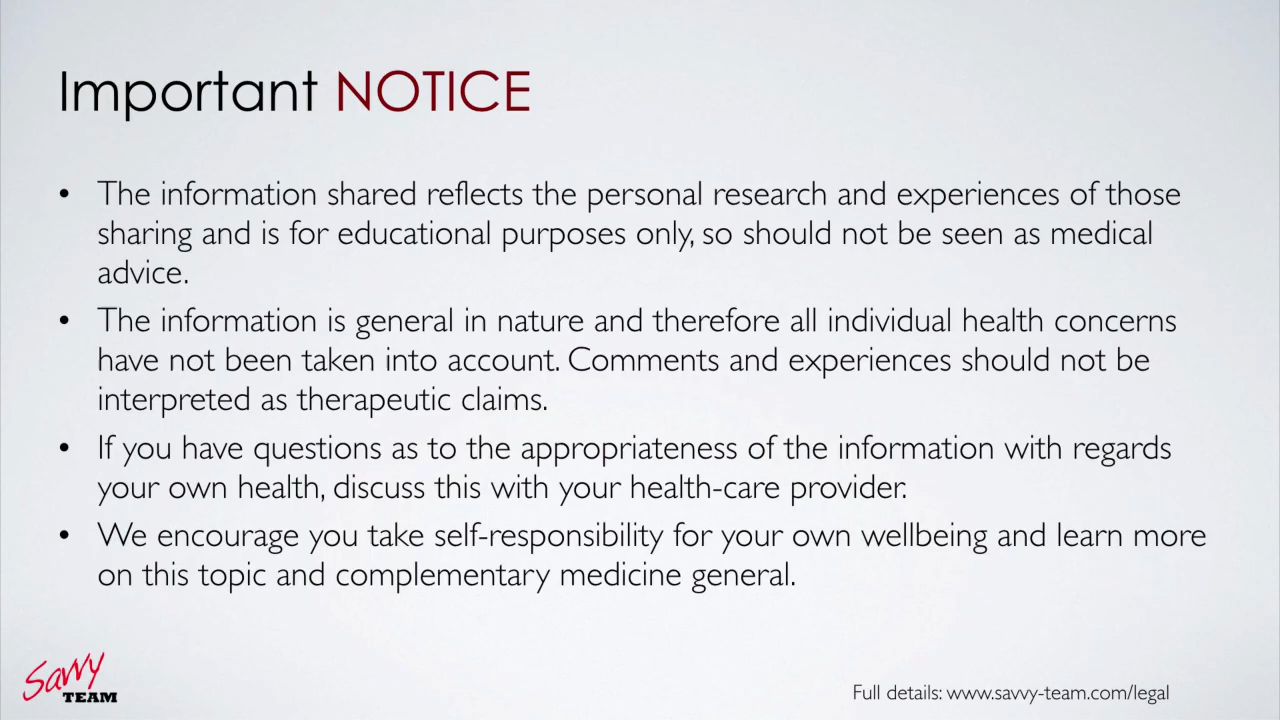 Important NOTICE
• The information shared reflects the personal research and experiences of those
sharing and is for educational purposes only, so should not be seen as medical
advice.
• The information is general in nature and therefore all individual health concerns
have not been taken into account. Comments and experiences should not be
interpreted as therapeutic claims.
• If you have questions as to the appropriateness of the information with regards
your own health, discuss this with your health-care provider.
• We encourage you take self-responsibility for your own wellbeing and learn more
on this topic and complementary medicine general.
Savvy
TEAM
Full details: www.savvy-team.com/legal